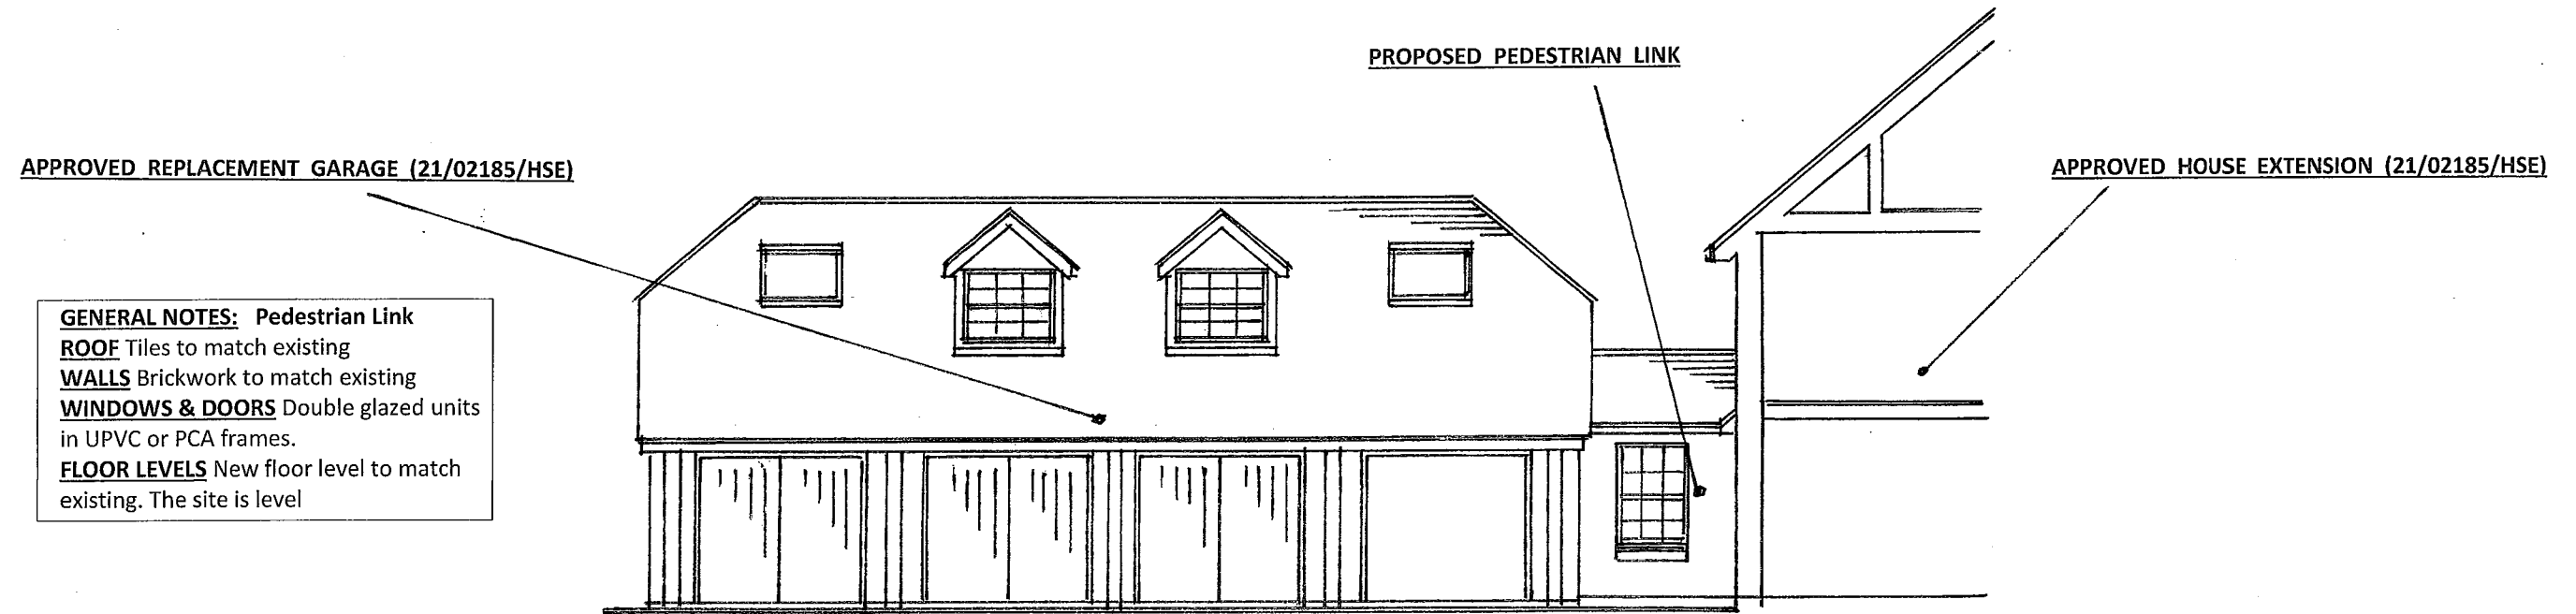 PROPOSED PEDESTRIAN LINK
APPROVED REPLACEMENT GARAGE (21/02185/HSE)
APPROVED HOUSE EXTENSION (21/02185/HSE)
GENERAL NOTES: Pedestrian Link
ROOF Tiles to match existing
WALLS Brickwork to match existing
WINDOWS & DOORS Double glazed units
in UPVC or PCA frames.
FLOOR LEVELS New floor level to match
existing. The site is level